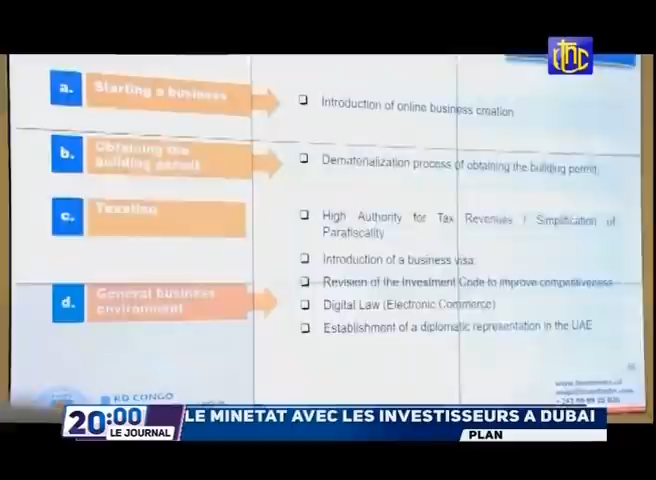 rtnc
a.
Starting a business
Introduction of online business creation
b.
Obtaining the
building permit
Dematerialization process of obtaining the building permit
c.
Taxation
High Authority for Tax Revenues / Simplification of
Parafiscality
Introduction of a business visa
Revision of the Investment Code to improve competitiveness
d.
General business
environment
Digital Law (Electronic Commerce)
Establishment of a diplomatic representation in the UAE
RD CONGO
20:00
LE JOURNAL
LE MINETAT AVEC LES INVESTISSEURS A DUBAI
PLAN